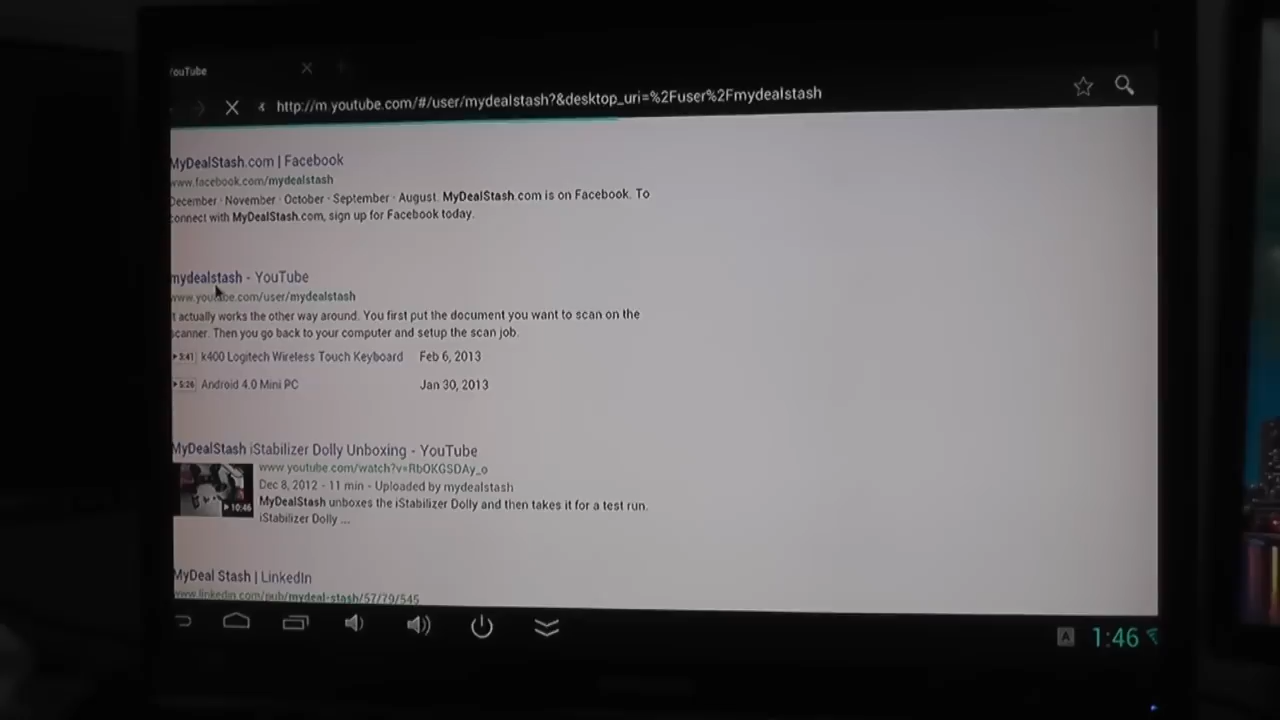 YouTube
http://m.youtube.com/#/user/mydealstash?&desktop_uri=%2Fuser%2Fmydealstash
MyDealStash.com | Facebook
www.facebook.com/mydealstash
December · November · October · September · August. MyDealStash.com is on Facebook. To
connect with MyDealStash.com, sign up for Facebook today.
mydealstash - YouTube
www.youtube.com/user/mydealstash
t actually works the other way around. You first put the document you want to scan on the
scanner. Then you go back to your computer and setup the scan job.
3:41 k400 Logitech Wireless Touch Keyboard Feb 6, 2013
5:26 Android 4.0 Mini PC Jan 30, 2013
MyDealStash iStabilizer Dolly Unboxing - YouTube
www.youtube.com/watch?v=RbOKGSDAy_o
Dec 8, 2012 - 11 min - Uploaded by mydealstash
MyDealStash unboxes the iStabilizer Dolly and then takes it for a test run.
10:46
iStabilizer Dolly ...
MyDeal Stash | LinkedIn
www.linkedin.com/pub/mydeal-stash/57/79/545
A 1:46